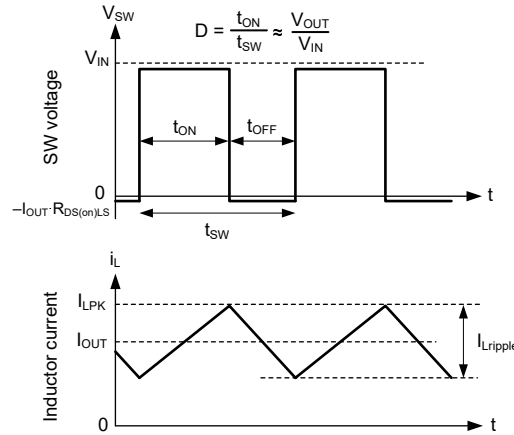 V_SW
D = t_ON / t_SW ≈ V_OUT / V_IN
V_IN
SW voltage
t_ON
t_OFF
0
t
–I_OUT·R_DS(on)LS
t_SW
i_L
I_LPK
I_OUT
Inductor current
I_Lripple
0
t